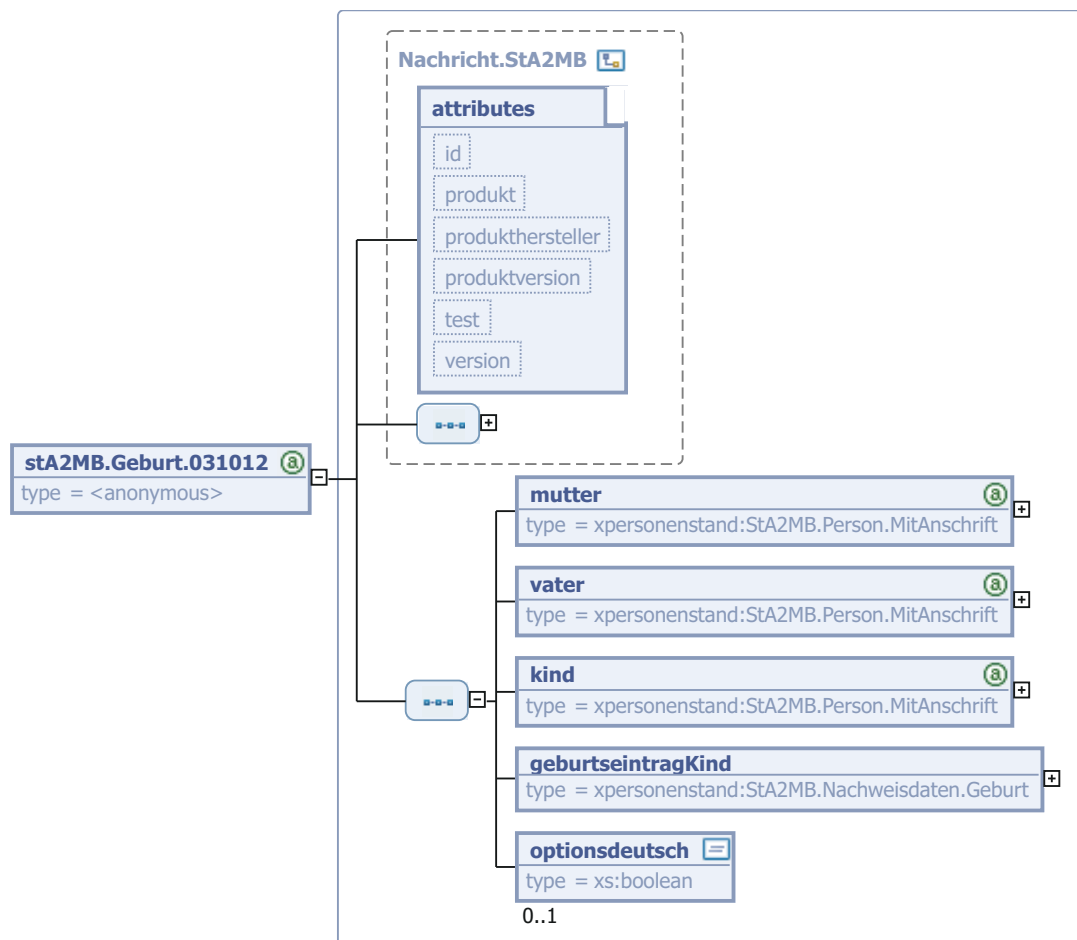 Nachricht.StA2MB
attributes
id
produkt
produkthersteller
produktversion
test
version
stA2MB.Geburt.031012
type = <anonymous>
mutter
type = xpersonenstand:StA2MB.Person.MitAnschrift
vater
type = xpersonenstand:StA2MB.Person.MitAnschrift
kind
type = xpersonenstand:StA2MB.Person.MitAnschrift
geburtseintragKind
type = xpersonenstand:StA2MB.Nachweisdaten.Geburt
optionsdeutsch
type = xs:boolean
0..1